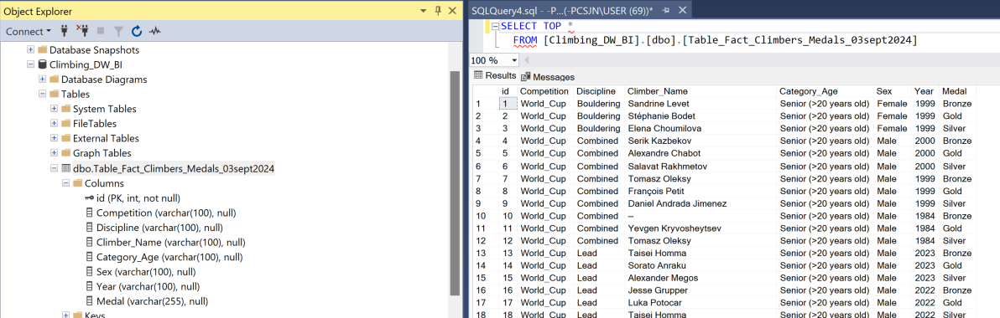 Object Explorer
Connect
Database Snapshots
Climbing_DW_BI
Database Diagrams
Tables
System Tables
FileTables
External Tables
Graph Tables
dbo.Table_Fact_Climbers_Medals_03sept2024
Columns
id (PK, int, not null)
Competition (varchar(100), null)
Discipline (varchar(100), null)
Climber_Name (varchar(100), null)
Category_Age (varchar(100), null)
Sex (varchar(100), null)
Year (varchar(100), null)
Medal (varchar(255), null)
Keys
SQLQuery4.sql - -P...(-PCSJN\USER (69))*
SELECT TOP *
FROM [Climbing_DW_BI].[dbo].[Table_Fact_Climbers_Medals_03sept2024]
100 %
Results Messages
id Competition Discipline Climber_Name Category_Age Sex Year Medal
1 1 World_Cup Bouldering Sandrine Levet Senior (>20 years old) Female 1999 Bronze
2 2 World_Cup Bouldering Stéphanie Bodet Senior (>20 years old) Female 1999 Gold
3 3 World_Cup Bouldering Elena Choumilova Senior (>20 years old) Female 1999 Silver
4 4 World_Cup Combined Serik Kazbekov Senior (>20 years old) Male 2000 Bronze
5 5 World_Cup Combined Alexandre Chabot Senior (>20 years old) Male 2000 Gold
6 6 World_Cup Combined Salavat Rakhmetov Senior (>20 years old) Male 2000 Silver
7 7 World_Cup Combined Tomasz Oleksy Senior (>20 years old) Male 1999 Bronze
8 8 World_Cup Combined François Petit Senior (>20 years old) Male 1999 Gold
9 9 World_Cup Combined Daniel Andrada Jimenez Senior (>20 years old) Male 1999 Silver
10 10 World_Cup Combined – Senior (>20 years old) Male 1984 Bronze
11 11 World_Cup Combined Yevgen Kryvosheytsev Senior (>20 years old) Male 1984 Gold
12 12 World_Cup Combined Tomasz Oleksy Senior (>20 years old) Male 1984 Silver
13 13 World_Cup Lead Taisei Homma Senior (>20 years old) Male 2023 Bronze
14 14 World_Cup Lead Sorato Anraku Senior (>20 years old) Male 2023 Gold
15 15 World_Cup Lead Alexander Megos Senior (>20 years old) Male 2023 Silver
16 16 World_Cup Lead Jesse Grupper Senior (>20 years old) Male 2022 Bronze
17 17 World_Cup Lead Luka Potocar Senior (>20 years old) Male 2022 Gold
18 18 World_Cup Lead Taisei Homma Senior (>20 years old) Male 2022 Silver